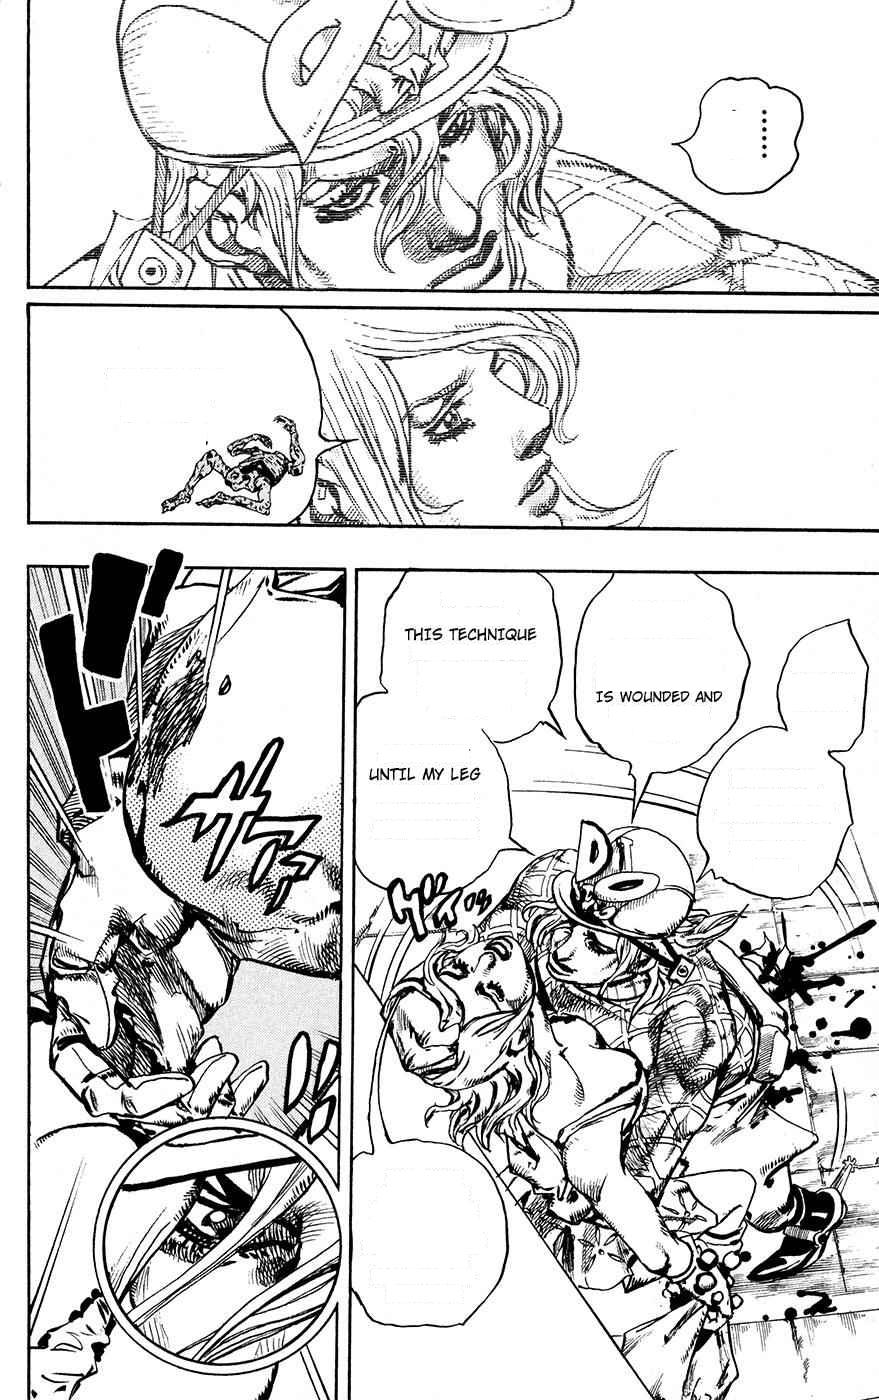 ......
IS WOUNDED AND
THIS TECHNIQUE
UNTIL MY LEG
!!